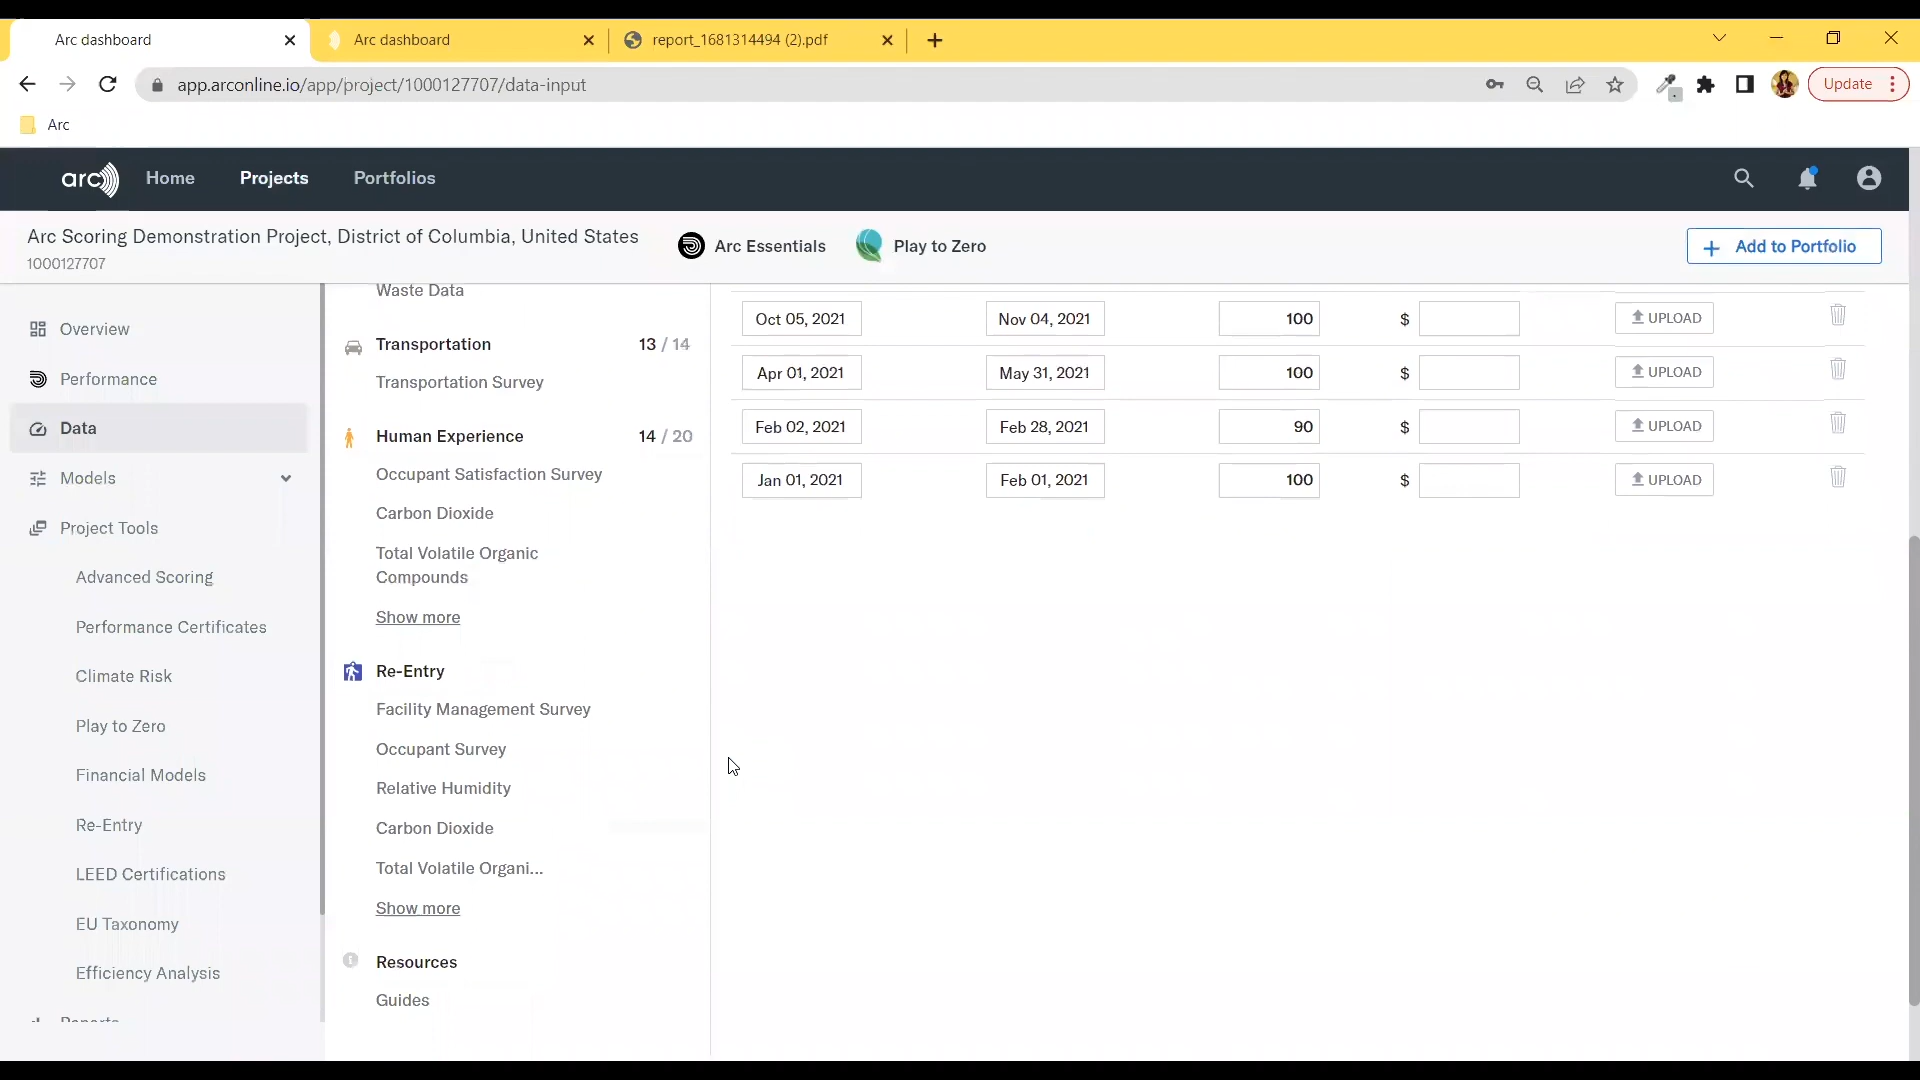 Arc dashboard
Arc dashboard
report_1681314494 (2).pdf
app.arconline.io/app/project/1000127707/data-input
Update
Arc
arc
Home
Projects
Portfolios
Arc Scoring Demonstration Project, District of Columbia, United States
1000127707
Arc Essentials
Play to Zero
+ Add to Portfolio
Overview
Performance
Data
Models
Project Tools
Advanced Scoring
Performance Certificates
Climate Risk
Play to Zero
Financial Models
Re-Entry
LEED Certifications
EU Taxonomy
Efficiency Analysis
Reports
Waste Data
Transportation 13 / 14
Transportation Survey
Human Experience 14 / 20
Occupant Satisfaction Survey
Carbon Dioxide
Total Volatile Organic
Compounds
Show more
Re-Entry
Facility Management Survey
Occupant Survey
Relative Humidity
Carbon Dioxide
Total Volatile Organi...
Show more
Resources
Guides
Oct 05, 2021 Nov 04, 2021 100 $ UPLOAD
Apr 01, 2021 May 31, 2021 100 $ UPLOAD
Feb 02, 2021 Feb 28, 2021 90 $ UPLOAD
Jan 01, 2021 Feb 01, 2021 100 $ UPLOAD